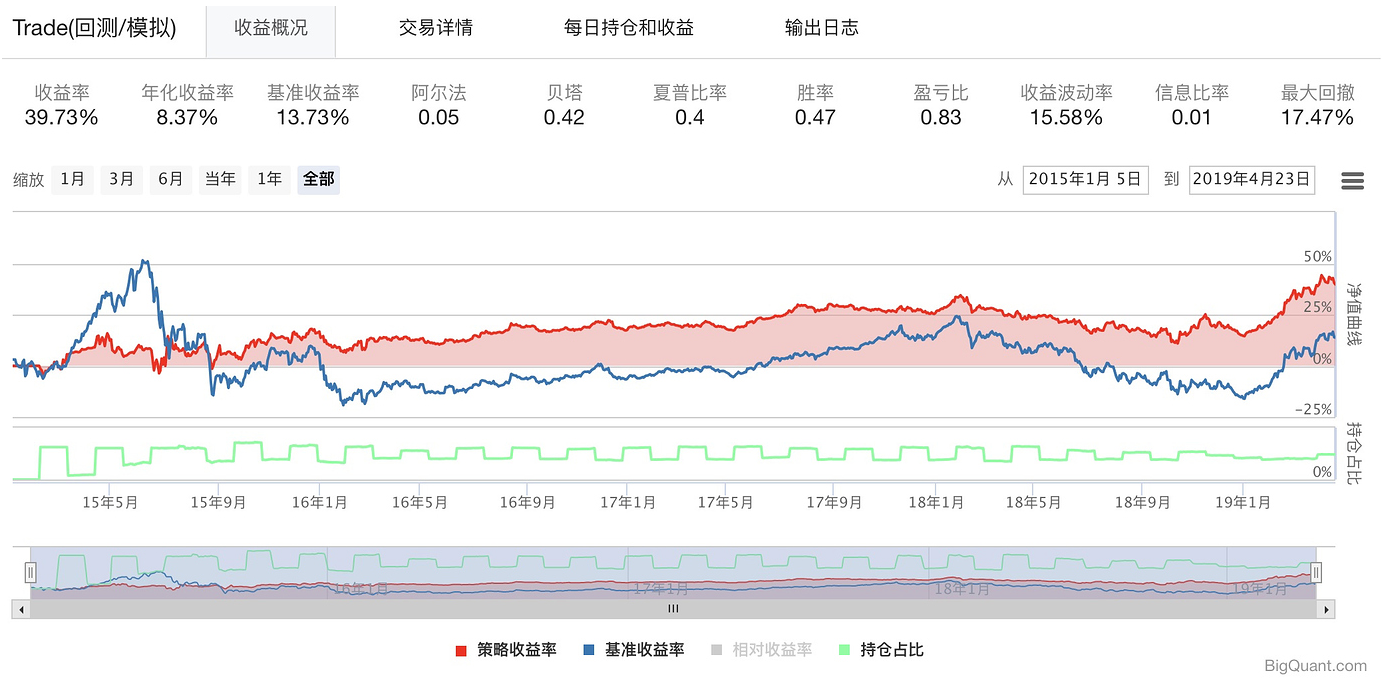 Trade(回测/模拟) 收益概况 交易详情 每日持仓和收益 输出日志
收益率 年化收益率 基准收益率 阿尔法 贝塔 夏普比率 胜率 盈亏比 收益波动率 信息比率 最大回撤
39.73% 8.37% 13.73% 0.05 0.42 0.4 0.47 0.83 15.58% 0.01 17.47%
缩放 1月 3月 6月 当年 1年 全部 从 2015年1月 5日 到 2019年4月23日
50%
25%
0%
-25%
净值曲线
0%
持仓占比
15年5月 15年9月 16年1月 16年5月 16年9月 17年1月 17年5月 17年9月 18年1月 18年5月 18年9月 19年1月
16年1月 17年1月 18年1月 19年1月
策略收益率 基准收益率 相对收益率 持仓占比
BigQuant.com